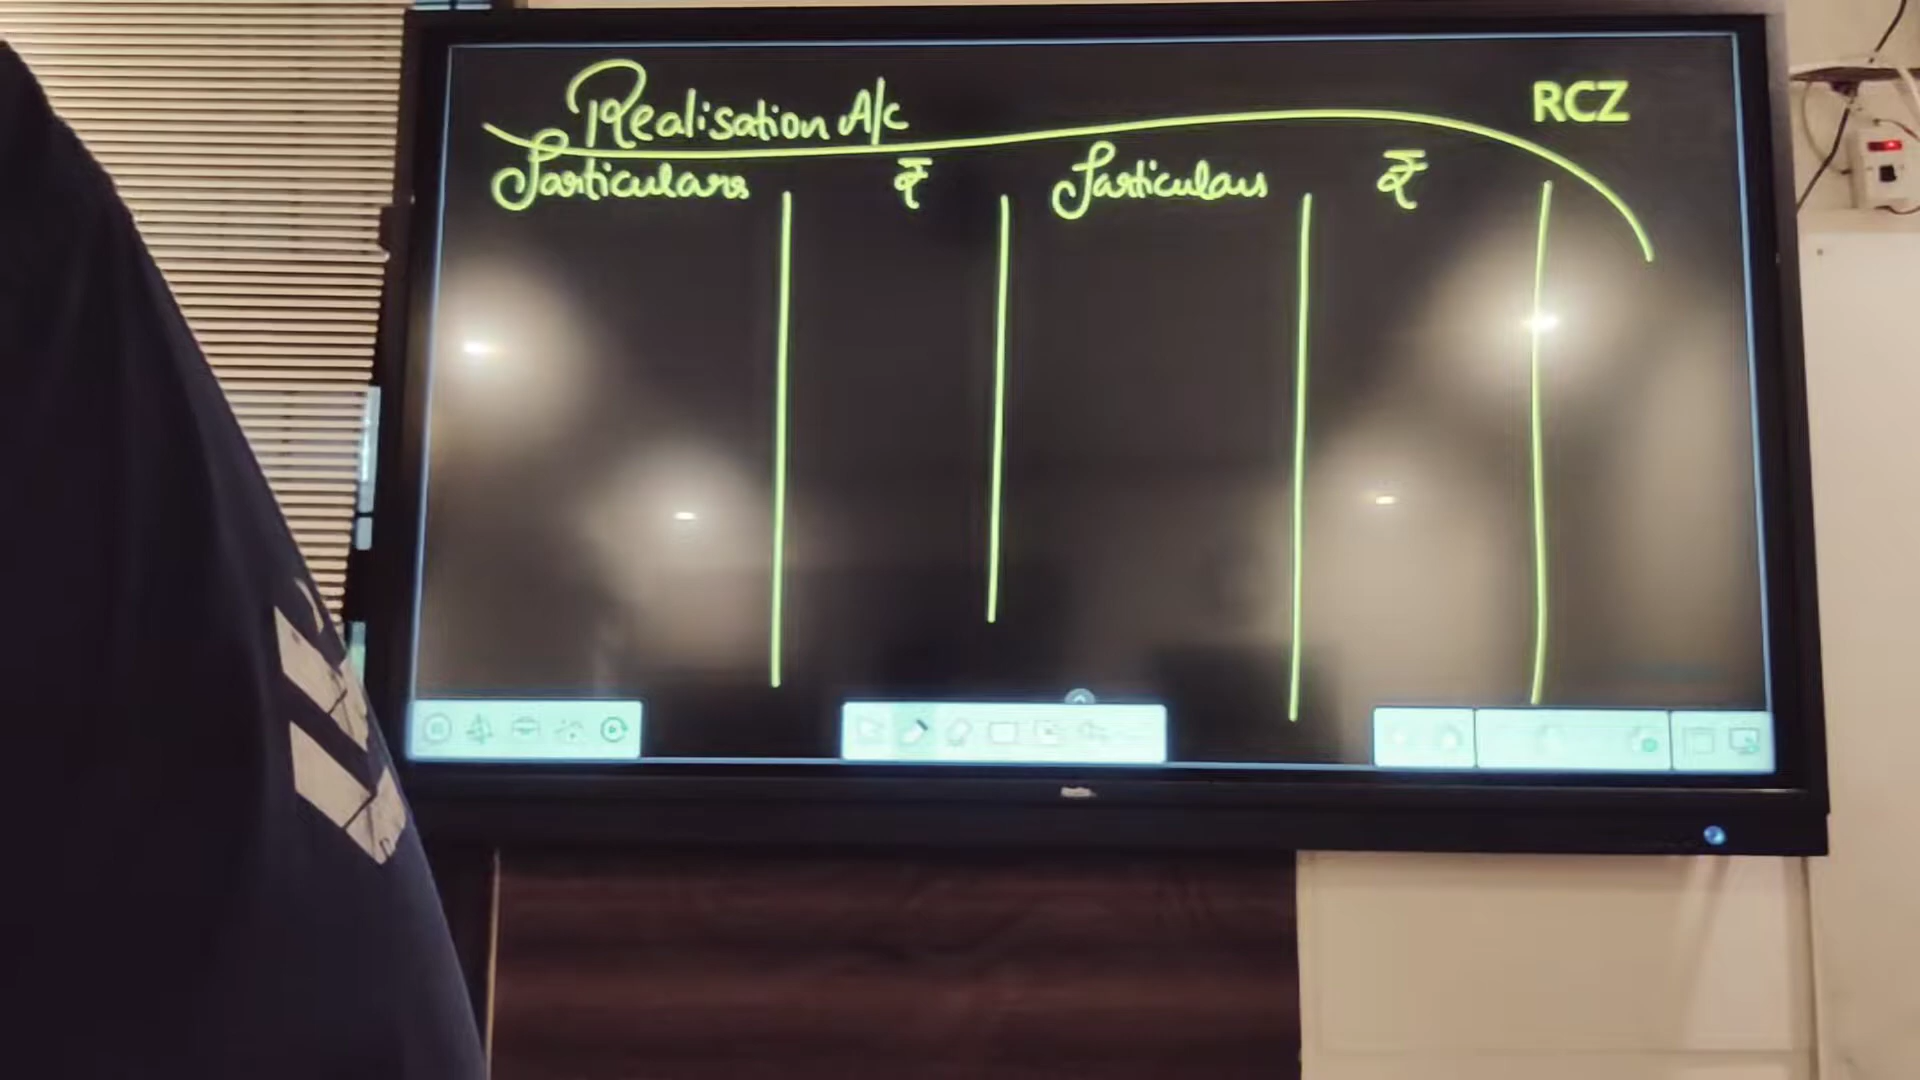 Realisation A/c
RCZ
Particulars ₹ Particulars ₹